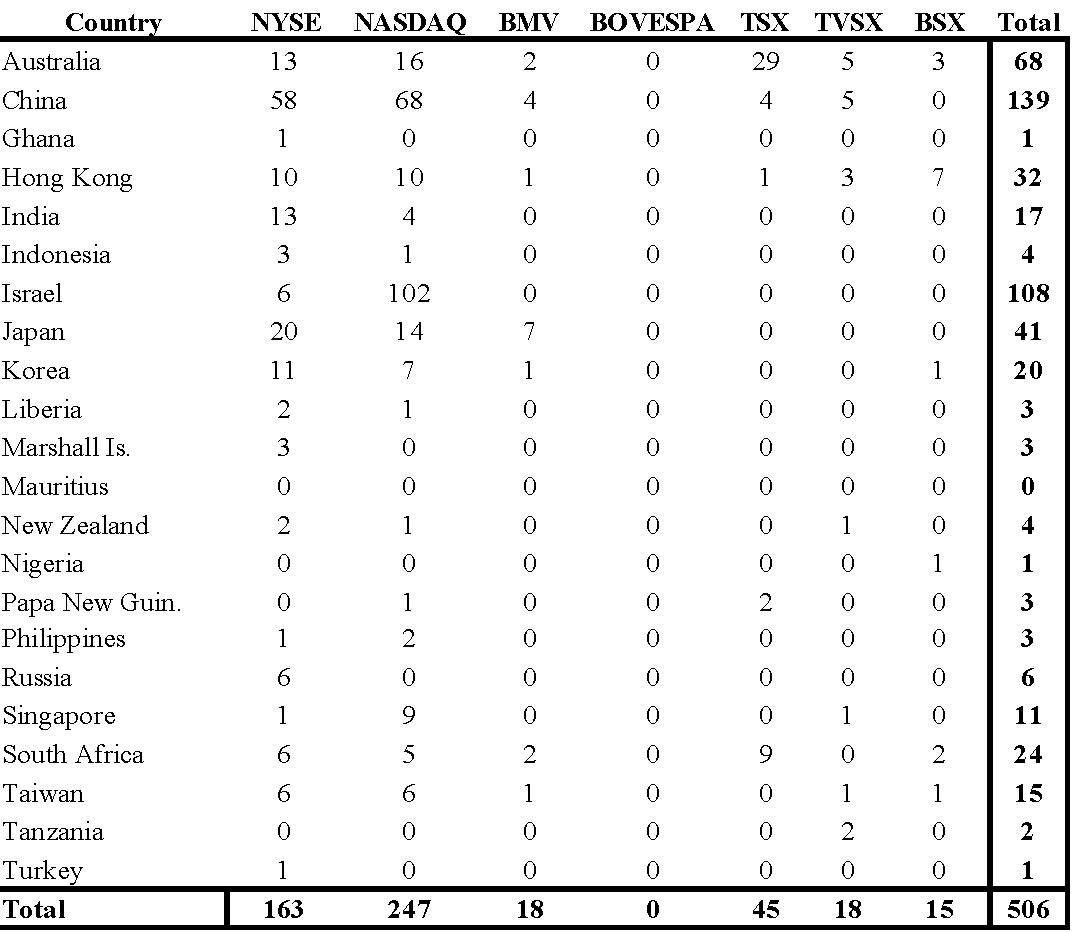 Country NYSE NASDAQ BMV BOVESPA TSX TVSX BSX Total
Australia 13 16 2 0 29 5 3 68
China 58 68 4 0 4 5 0 139
Ghana 1 0 0 0 0 0 0 1
Hong Kong 10 10 1 0 1 3 7 32
India 13 4 0 0 0 0 0 17
Indonesia 3 1 0 0 0 0 0 4
Israel 6 102 0 0 0 0 0 108
Japan 20 14 7 0 0 0 0 41
Korea 11 7 1 0 0 0 1 20
Liberia 2 1 0 0 0 0 0 3
Marshall Is. 3 0 0 0 0 0 0 3
Mauritius 0 0 0 0 0 0 0 0
New Zealand 2 1 0 0 0 1 0 4
Nigeria 0 0 0 0 0 0 1 1
Papa New Guin. 0 1 0 0 2 0 0 3
Philippines 1 2 0 0 0 0 0 3
Russia 6 0 0 0 0 0 0 6
Singapore 1 9 0 0 0 1 0 11
South Africa 6 5 2 0 9 0 2 24
Taiwan 6 6 1 0 0 1 1 15
Tanzania 0 0 0 0 0 2 0 2
Turkey 1 0 0 0 0 0 0 1
Total 163 247 18 0 45 18 15 506